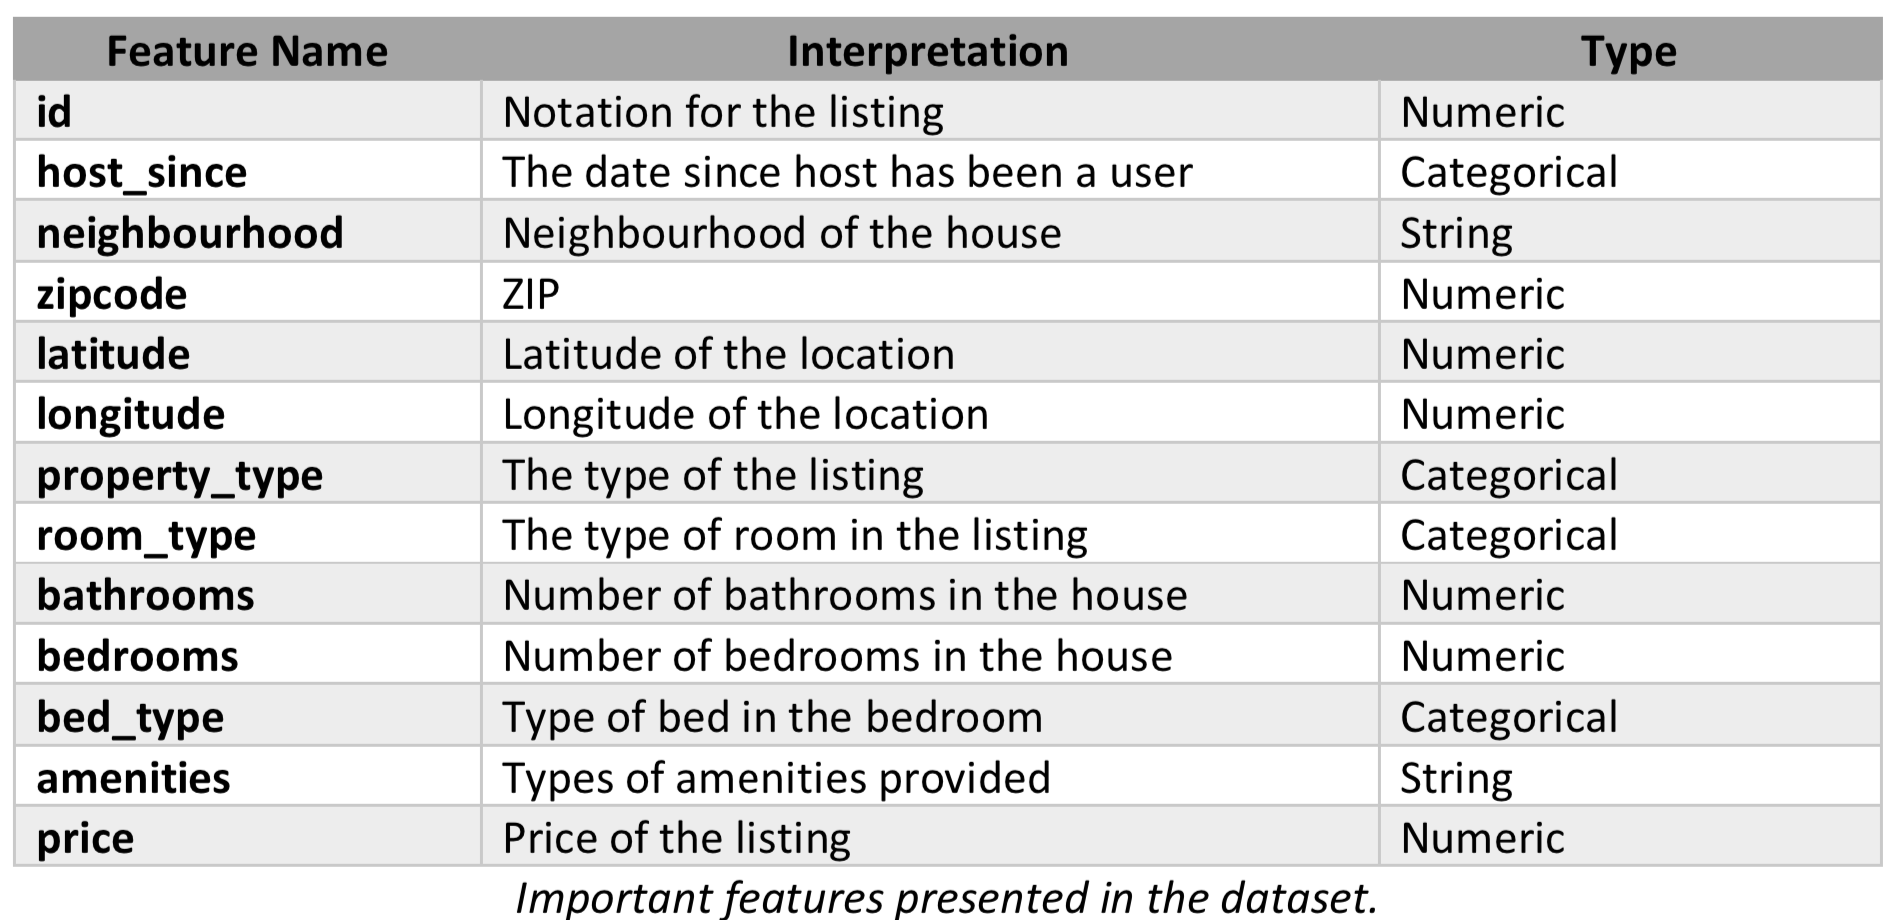 Feature Name Interpretation Type
id Notation for the listing Numeric
host_since The date since host has been a user Categorical
neighbourhood Neighbourhood of the house String
zipcode ZIP Numeric
latitude Latitude of the location Numeric
longitude Longitude of the location Numeric
property_type The type of the listing Categorical
room_type The type of room in the listing Categorical
bathrooms Number of bathrooms in the house Numeric
bedrooms Number of bedrooms in the house Numeric
bed_type Type of bed in the bedroom Categorical
amenities Types of amenities provided String
price Price of the listing Numeric
Important features presented in the dataset.